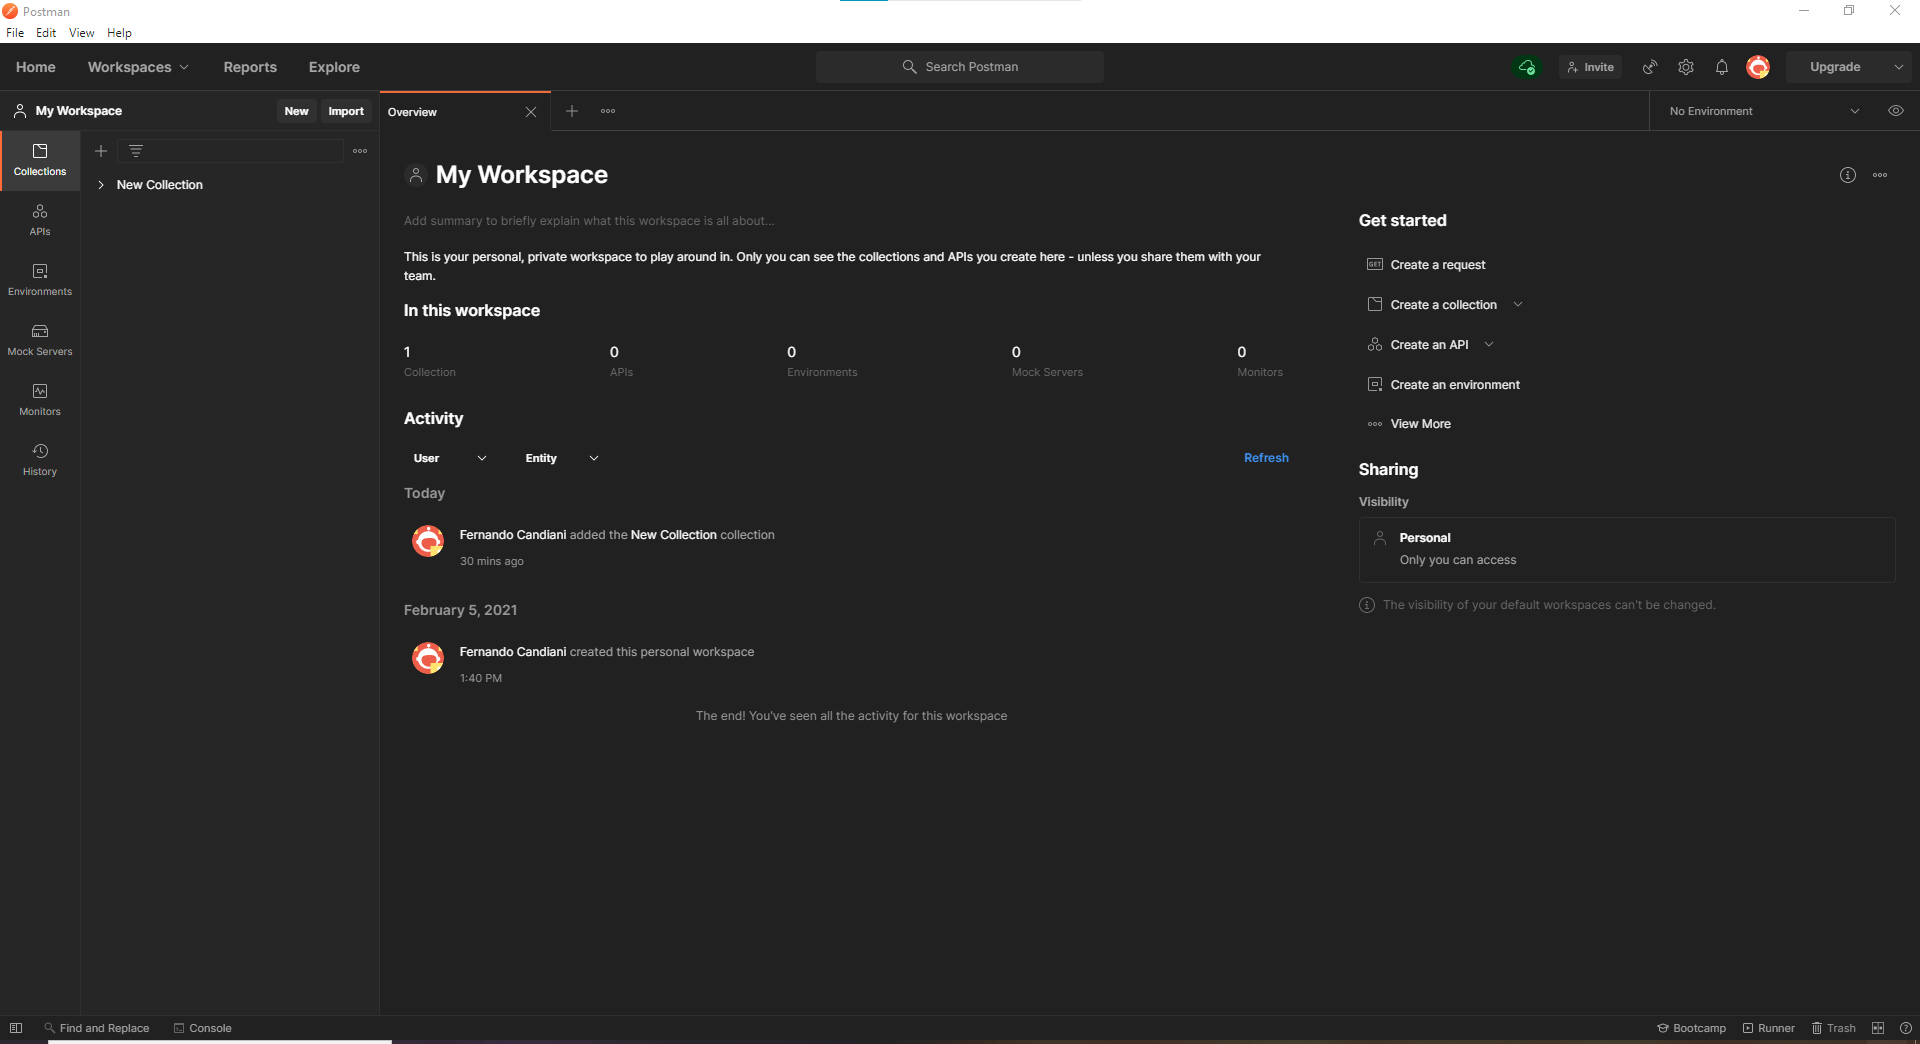 Postman
File Edit View Help
Home Workspaces Reports Explore Search Postman Invite Upgrade
My Workspace New Import Overview No Environment
Collections
New Collection
APIs
Environments
Mock Servers
Monitors
History
My Workspace
Add summary to briefly explain what this workspace is all about...
This is your personal, private workspace to play around in. Only you can see the collections and APIs you create here - unless you share them with your
team.
In this workspace
1 0 0 0 0
Collection APIs Environments Mock Servers Monitors
Activity
User Entity Refresh
Today
Fernando Candiani added the New Collection collection
30 mins ago
February 5, 2021
Fernando Candiani created this personal workspace
1:40 PM
The end! You've seen all the activity for this workspace
Get started
GET Create a request
Create a collection
Create an API
Create an environment
View More
Sharing
Visibility
Personal
Only you can access
The visibility of your default workspaces can't be changed.
Find and Replace Console Bootcamp Runner Trash